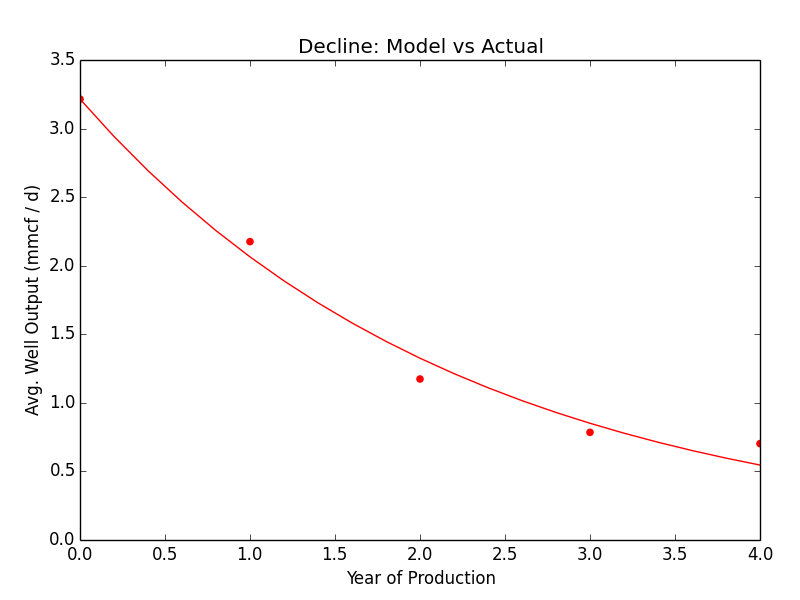 Decline: Model vs Actual
3.5
3.0
2.5
2.0
1.5
1.0
0.5
0.0
Avg. Well Output (mmcf / d)
0.0 0.5 1.0 1.5 2.0 2.5 3.0 3.5 4.0
Year of Production